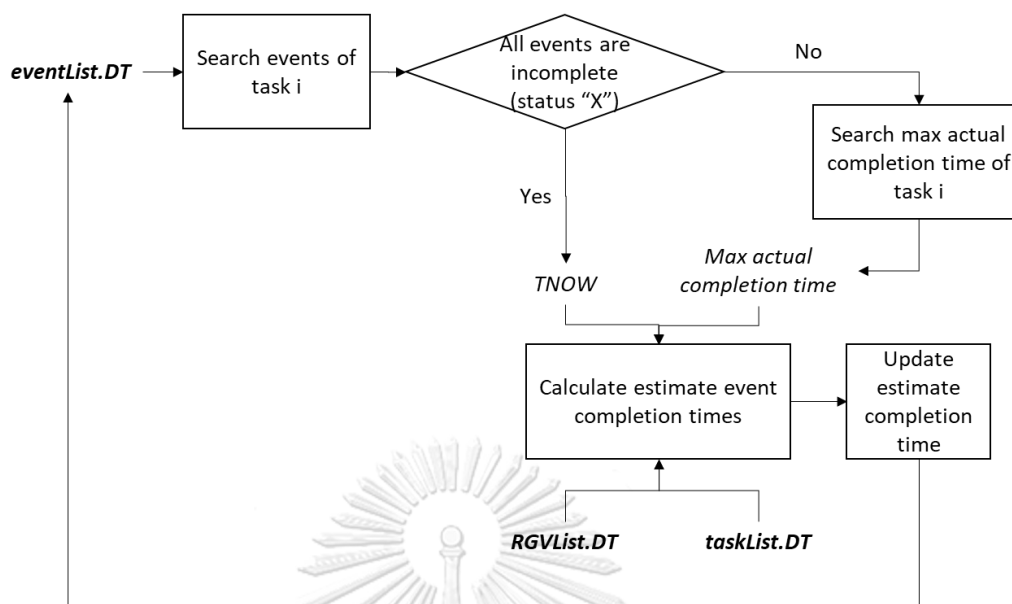 eventList.DT
Search events of
task i
All events are
incomplete
(status “X”)
No
Search max actual
completion time of
task i
Yes
TNOW
Max actual
completion time
Calculate estimate event
completion times
Update
estimate
completion
time
RGVList.DT
taskList.DT